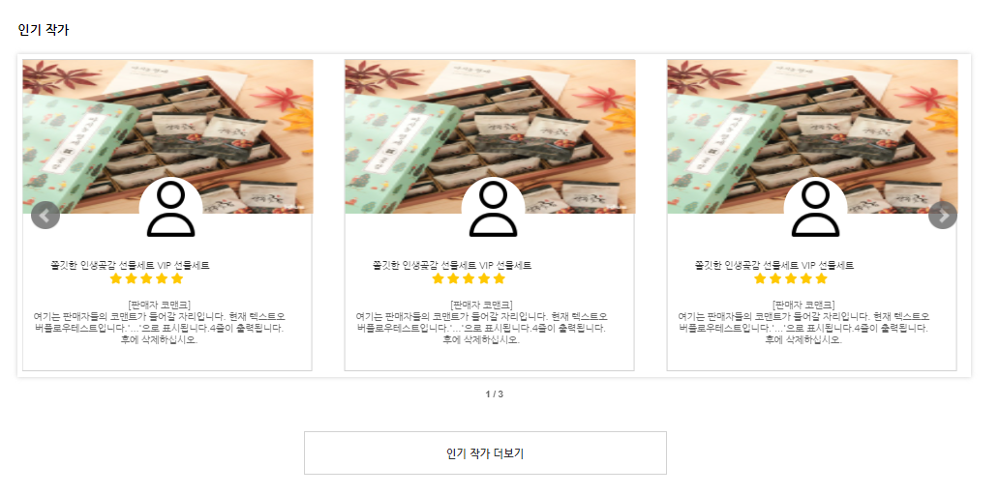 인기 작가
쫄깃한 인생곶감 선물세트 VIP 선물세트
[판매자 코맨크]
여기는 판매자들의 코맨트가 들어갈 자리입니다. 현재 텍스트오
버플로우테스트입니다.'...'으로 표시됩니다.4줄이 출력됩니다.
후에 삭제하십시오.
쫄깃한 인생곶감 선물세트 VIP 선물세트
[판매자 코맨크]
여기는 판매자들의 코맨트가 들어갈 자리입니다. 현재 텍스트오
버플로우테스트입니다.'...'으로 표시됩니다.4줄이 출력됩니다.
후에 삭제하십시오.
쫄깃한 인생곶감 선물세트 VIP 선물세트
[판매자 코맨크]
여기는 판매자들의 코맨트가 들어갈 자리입니다. 현재 텍스트오
버플로우테스트입니다.'...'으로 표시됩니다.4줄이 출력됩니다.
후에 삭제하십시오.
1 / 3
인기 작가 더보기